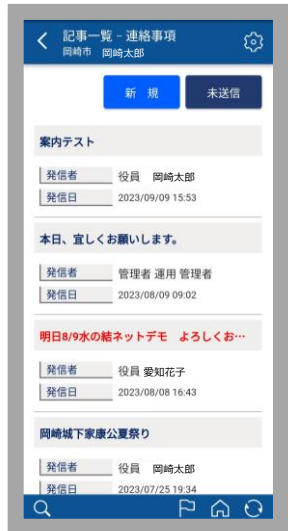 記事一覧 – 連絡事項
岡崎市 岡崎太郎
新 規 未送信
案内テスト
発信者 役員 岡崎太郎
発信日 2023/09/09 15:53
本日、宜しくお願いします。
発信者 管理者 運用 管理者
発信日 2023/08/09 09:02
明日8/9水の結ネットデモ よろしくお…
発信者 役員 愛知花子
発信日 2023/08/08 16:43
岡崎城下家康公夏祭り
発信者 役員 岡崎太郎
発信日 2023/07/25 19:34